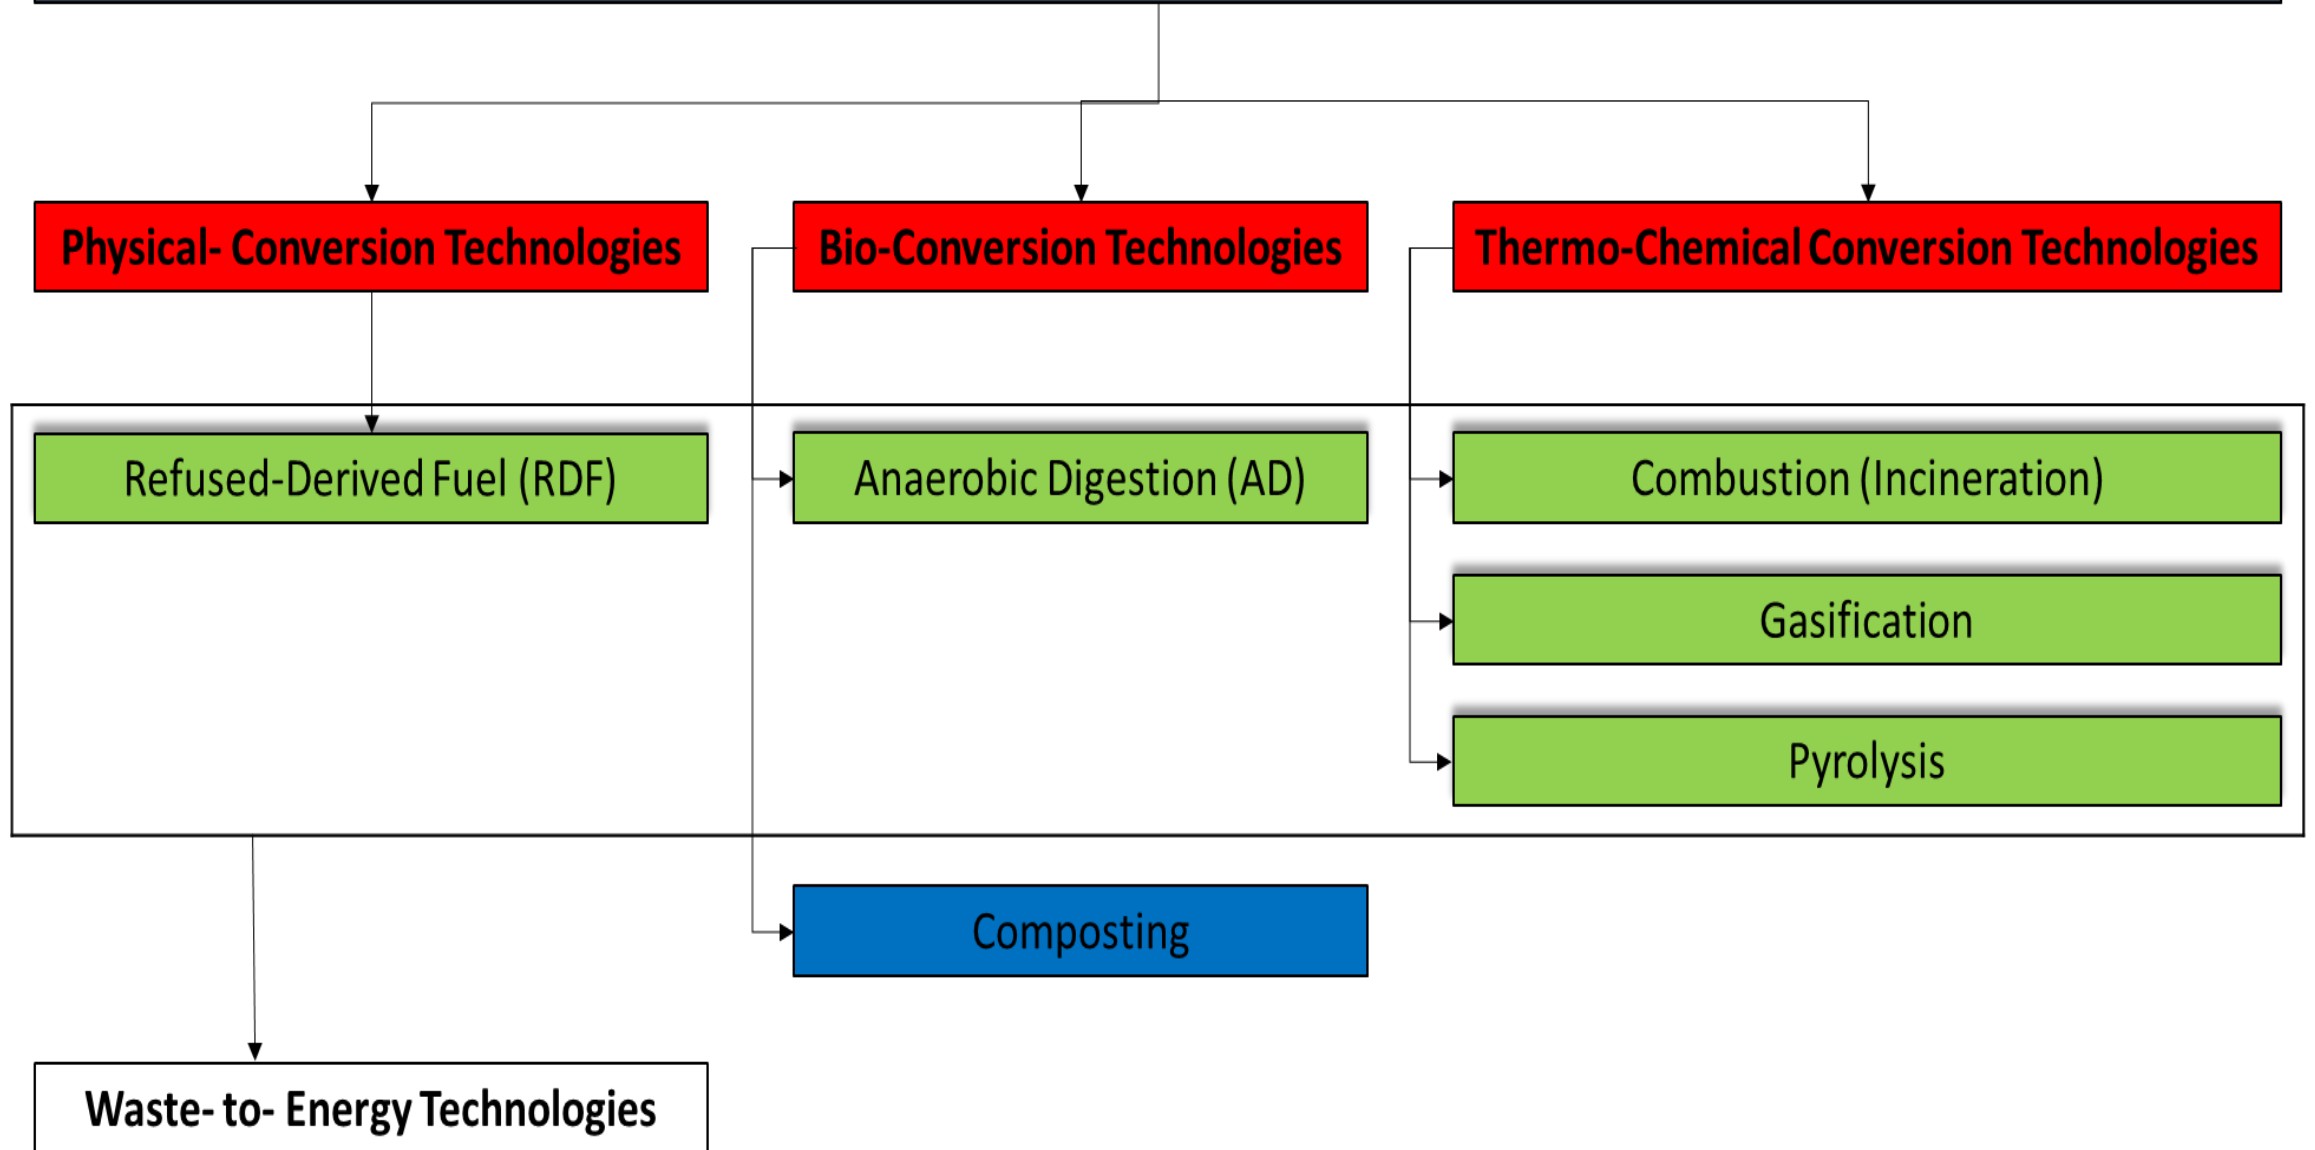 Physical- Conversion Technologies
Bio-Conversion Technologies
Thermo-Chemical Conversion Technologies
Refused-Derived Fuel (RDF)
Anaerobic Digestion (AD)
Combustion (Incineration)
Gasification
Pyrolysis
Composting
Waste- to- Energy Technologies